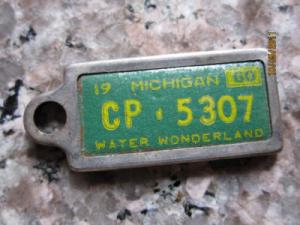 19 MICHIGAN 60
CP · 5307
WATER WONDERLAND